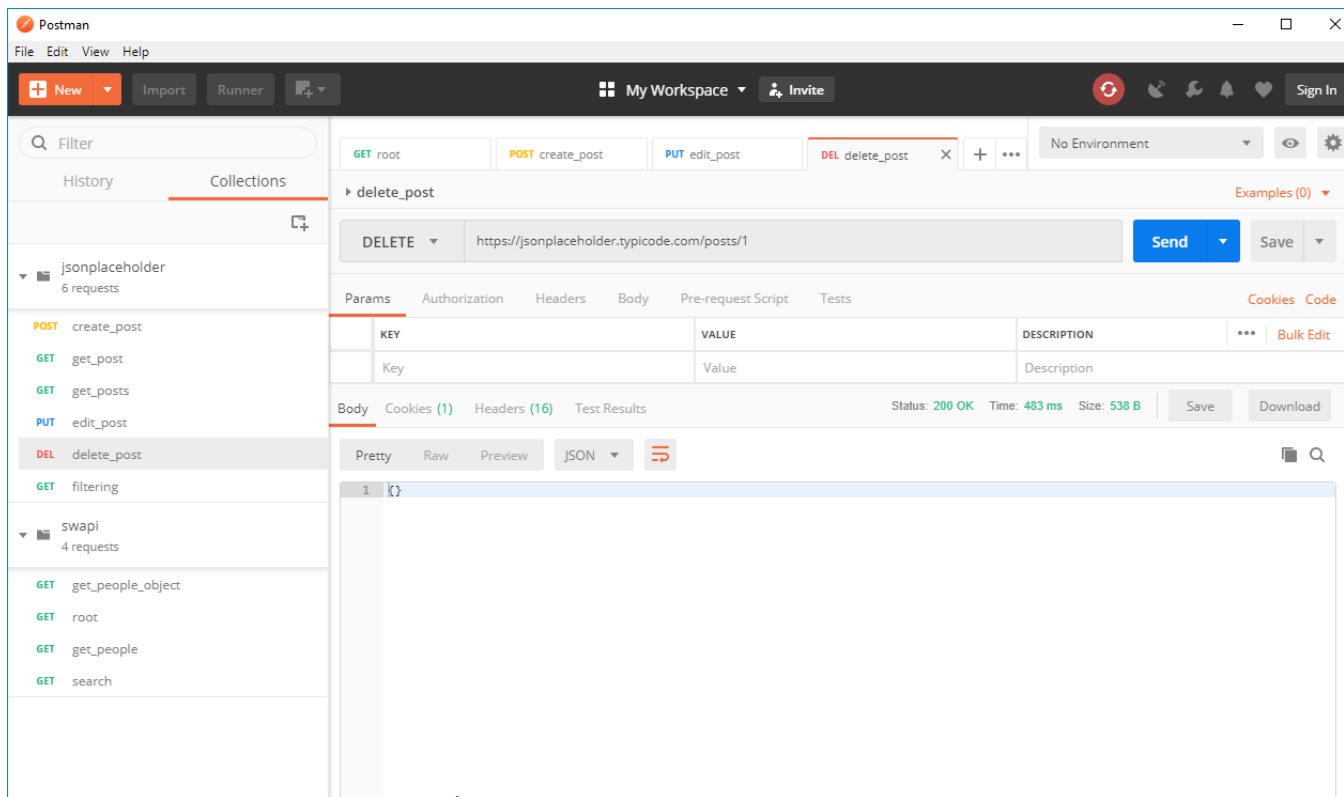 Postman
File Edit View Help
New Import Runner My Workspace Invite Sign In
Filter
History Collections
jsonplaceholder
6 requests
POST create_post
GET get_post
GET get_posts
PUT edit_post
DEL delete_post
GET filtering
swapi
4 requests
GET get_people_object
GET root
GET get_people
GET search
GET root POST create_post PUT edit_post DEL delete_post No Environment
delete_post Examples (0)
DELETE https://jsonplaceholder.typicode.com/posts/1 Send Save
Params Authorization Headers Body Pre-request Script Tests Cookies Code
KEY VALUE DESCRIPTION Bulk Edit
Key Value Description
Body Cookies (1) Headers (16) Test Results Status: 200 OK Time: 483 ms Size: 538 B Save Download
Pretty Raw Preview JSON
1 {}